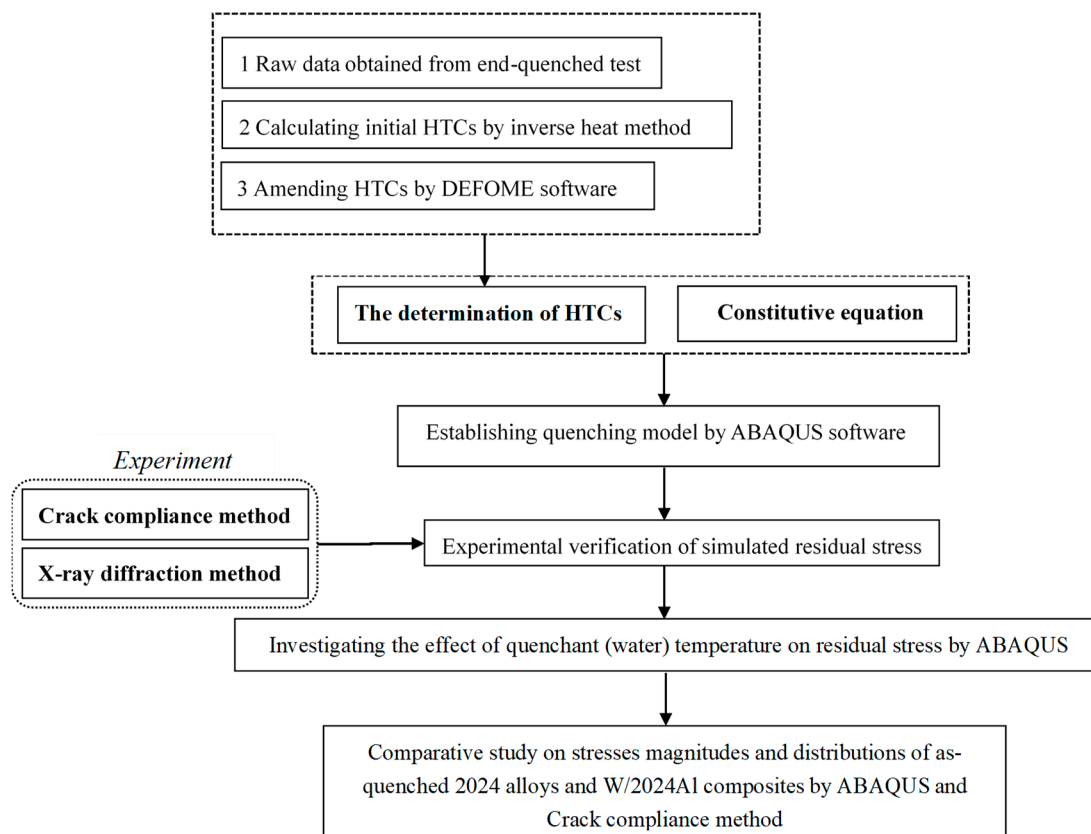 1 Raw data obtained from end-quenched test
2 Calculating initial HTCs by inverse heat method
3 Amending HTCs by DEFOME software
The determination of HTCs
Constitutive equation
Establishing quenching model by ABAQUS software
Experiment
Crack compliance method
X-ray diffraction method
Experimental verification of simulated residual stress
Investigating the effect of quenchant (water) temperature on residual stress by ABAQUS
Comparative study on stresses magnitudes and distributions of as-
quenched 2024 alloys and W/2024Al composites by ABAQUS and
Crack compliance method